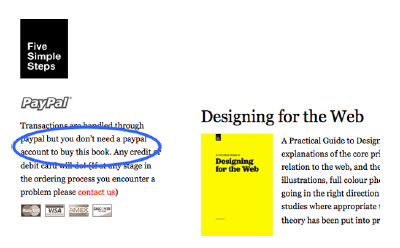 Five
Simple
Steps
PayPal
Transactions are handled through
paypal but you don't need a paypal
account to buy this book. Any credit or
debit card will do! (If at any stage in
the ordering process you encounter a
problem please contact us)
VISA
AMEX
Designing for the Web
Designing
for the Web
A Practical Guide to Design
explanations of the core pri
relation to the web, and the
illustrations, full colour pho
going in the right direction
studies where appropriate t
theory has been put into pr